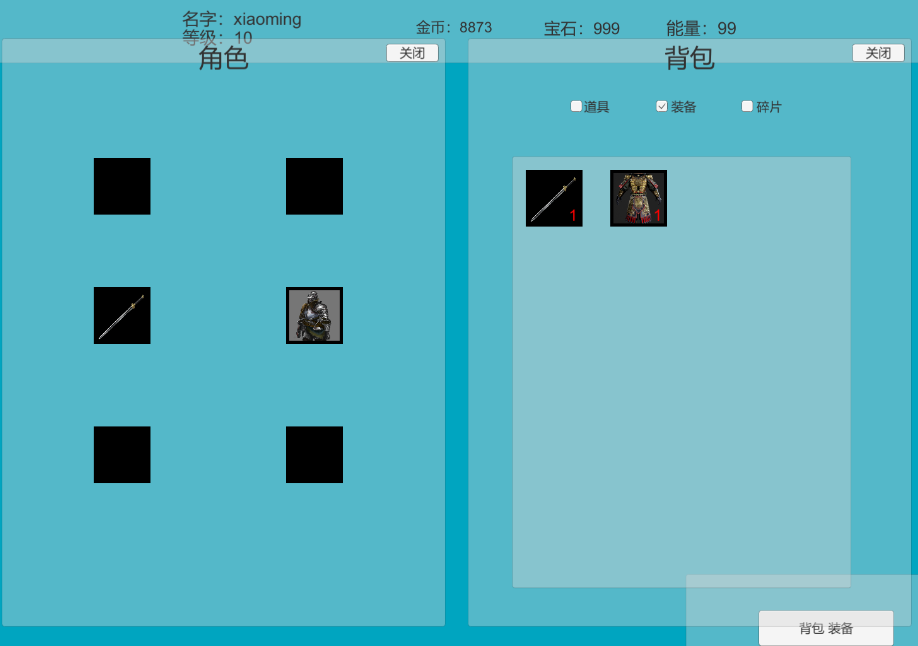 名字：xiaoming
等级：10
金币：8873
宝石：999
能量：99
角色
关闭
背包
关闭
道具
装备
碎片
1
1
背包 装备